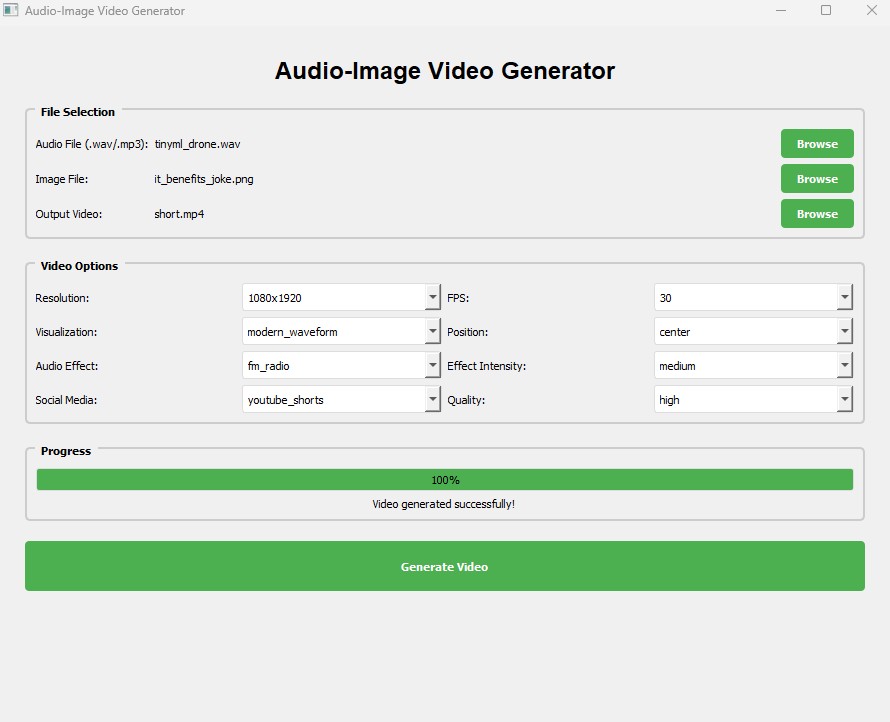 Audio-Image Video Generator
Audio-Image Video Generator
File Selection
Audio File (.wav/.mp3): tinyml_drone.wav Browse
Image File: it_benefits_joke.png Browse
Output Video: short.mp4 Browse
Video Options
Resolution: 1080x1920 FPS: 30
Visualization: modern_waveform Position: center
Audio Effect: fm_radio Effect Intensity: medium
Social Media: youtube_shorts Quality: high
Progress
100%
Video generated successfully!
Generate Video